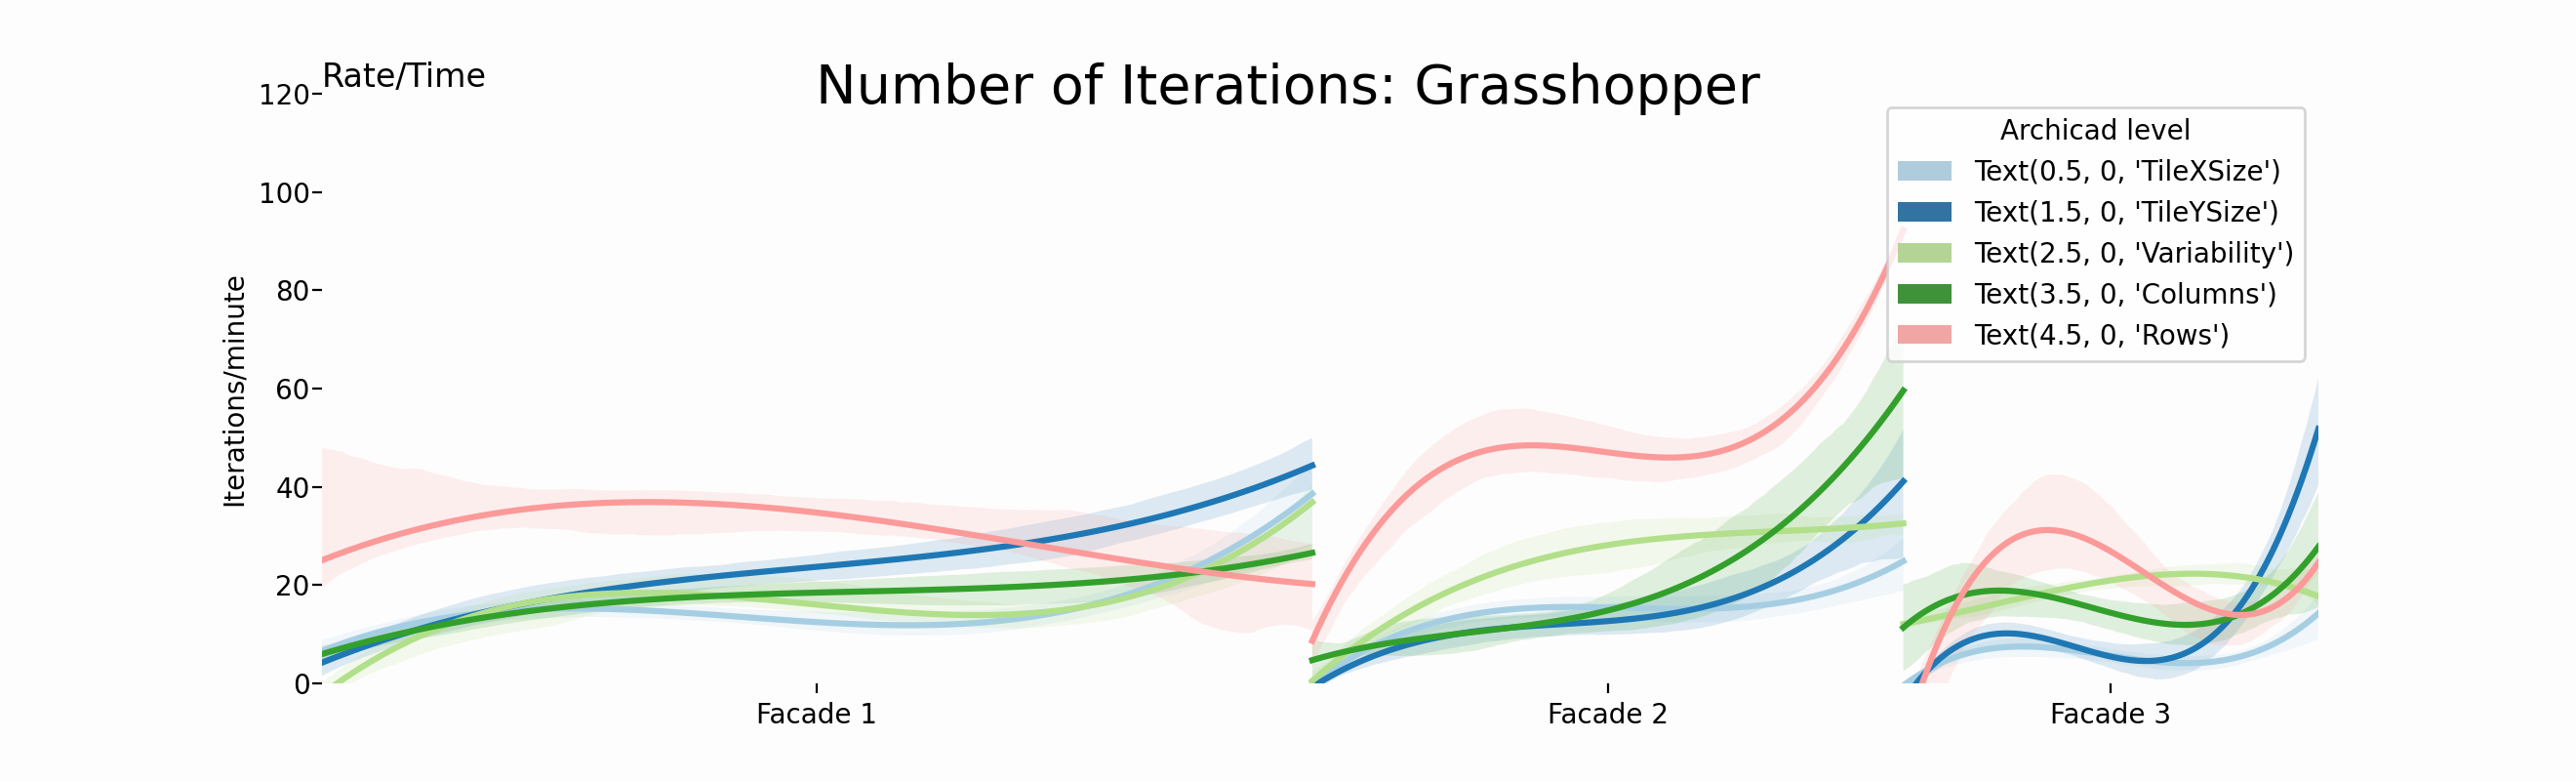 Rate/Time
Number of Iterations: Grasshopper
120
100
80
60
40
20
0
Iterations/minute
Archicad level
Text(0.5, 0, 'TileXSize')
Text(1.5, 0, 'TileYSize')
Text(2.5, 0, 'Variability')
Text(3.5, 0, 'Columns')
Text(4.5, 0, 'Rows')
Facade 1
Facade 2
Facade 3